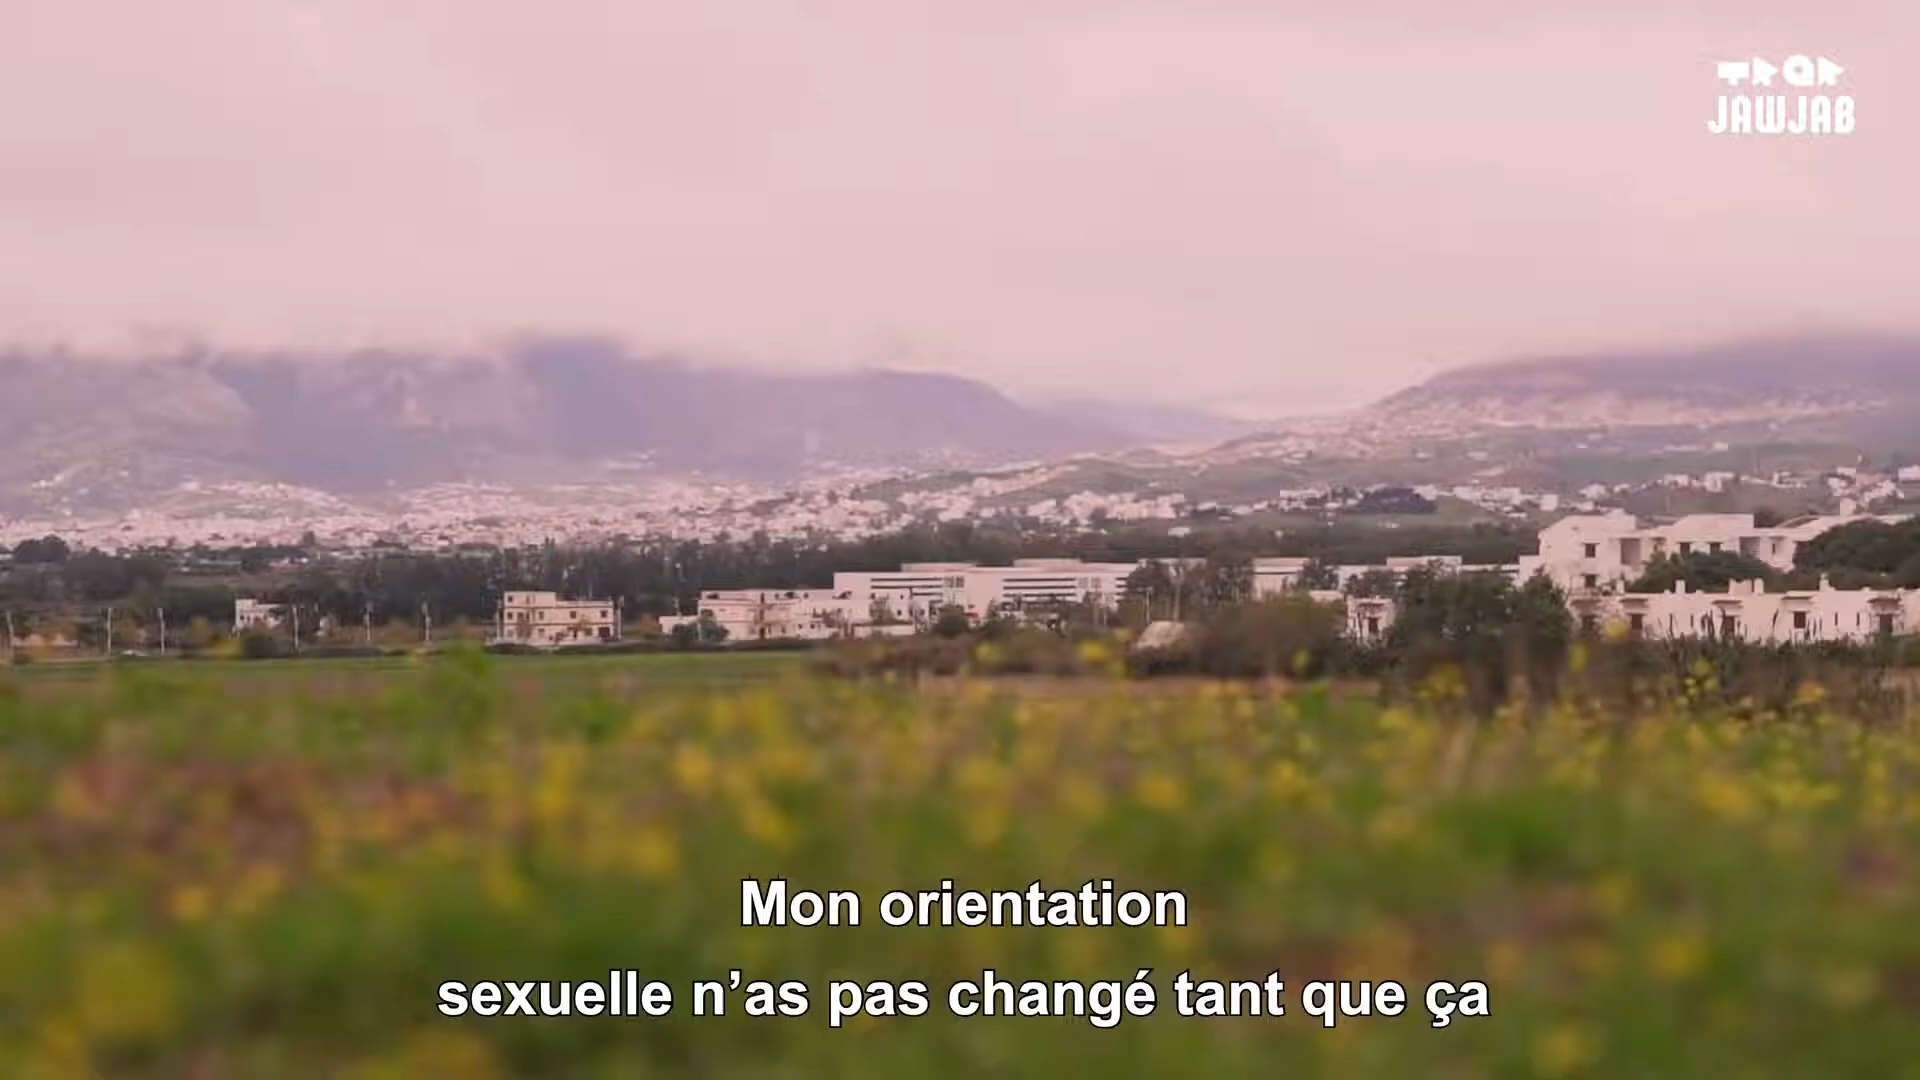 JAWJAB
Mon orientation
sexuelle n’as pas changé tant que ça